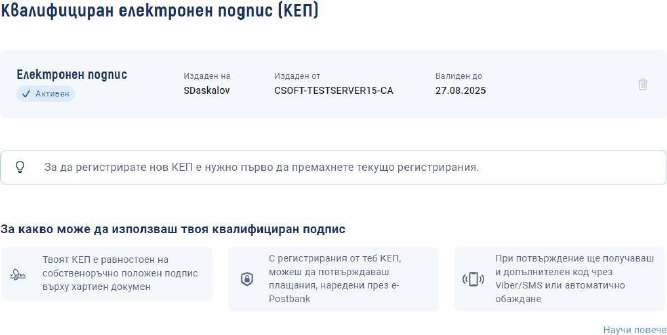 Квалифициран електронен подпис (КЕП)
Електронен подпис
Активен
Издаден на
SDaskalov
Издаден от
CSOFT-TESTSERVER15-CA
Валиден до
27.08.2025
За да регистрирате нов КЕП е нужно първо да премахнете текущо регистрирания.
За какво може да използваш твоя квалифициран подпис
Твоят КЕП е равностоен на
собственоръчно положен подпис
върху хартиен докумен
С регистрирания от теб КЕП,
можеш да потвърждаваш
плащания, наредени през e-
Postbank
При потвърждение ще получаваш
и допълнителен код чрез
Viber/SMS или автоматично
обаждане
Научи повече